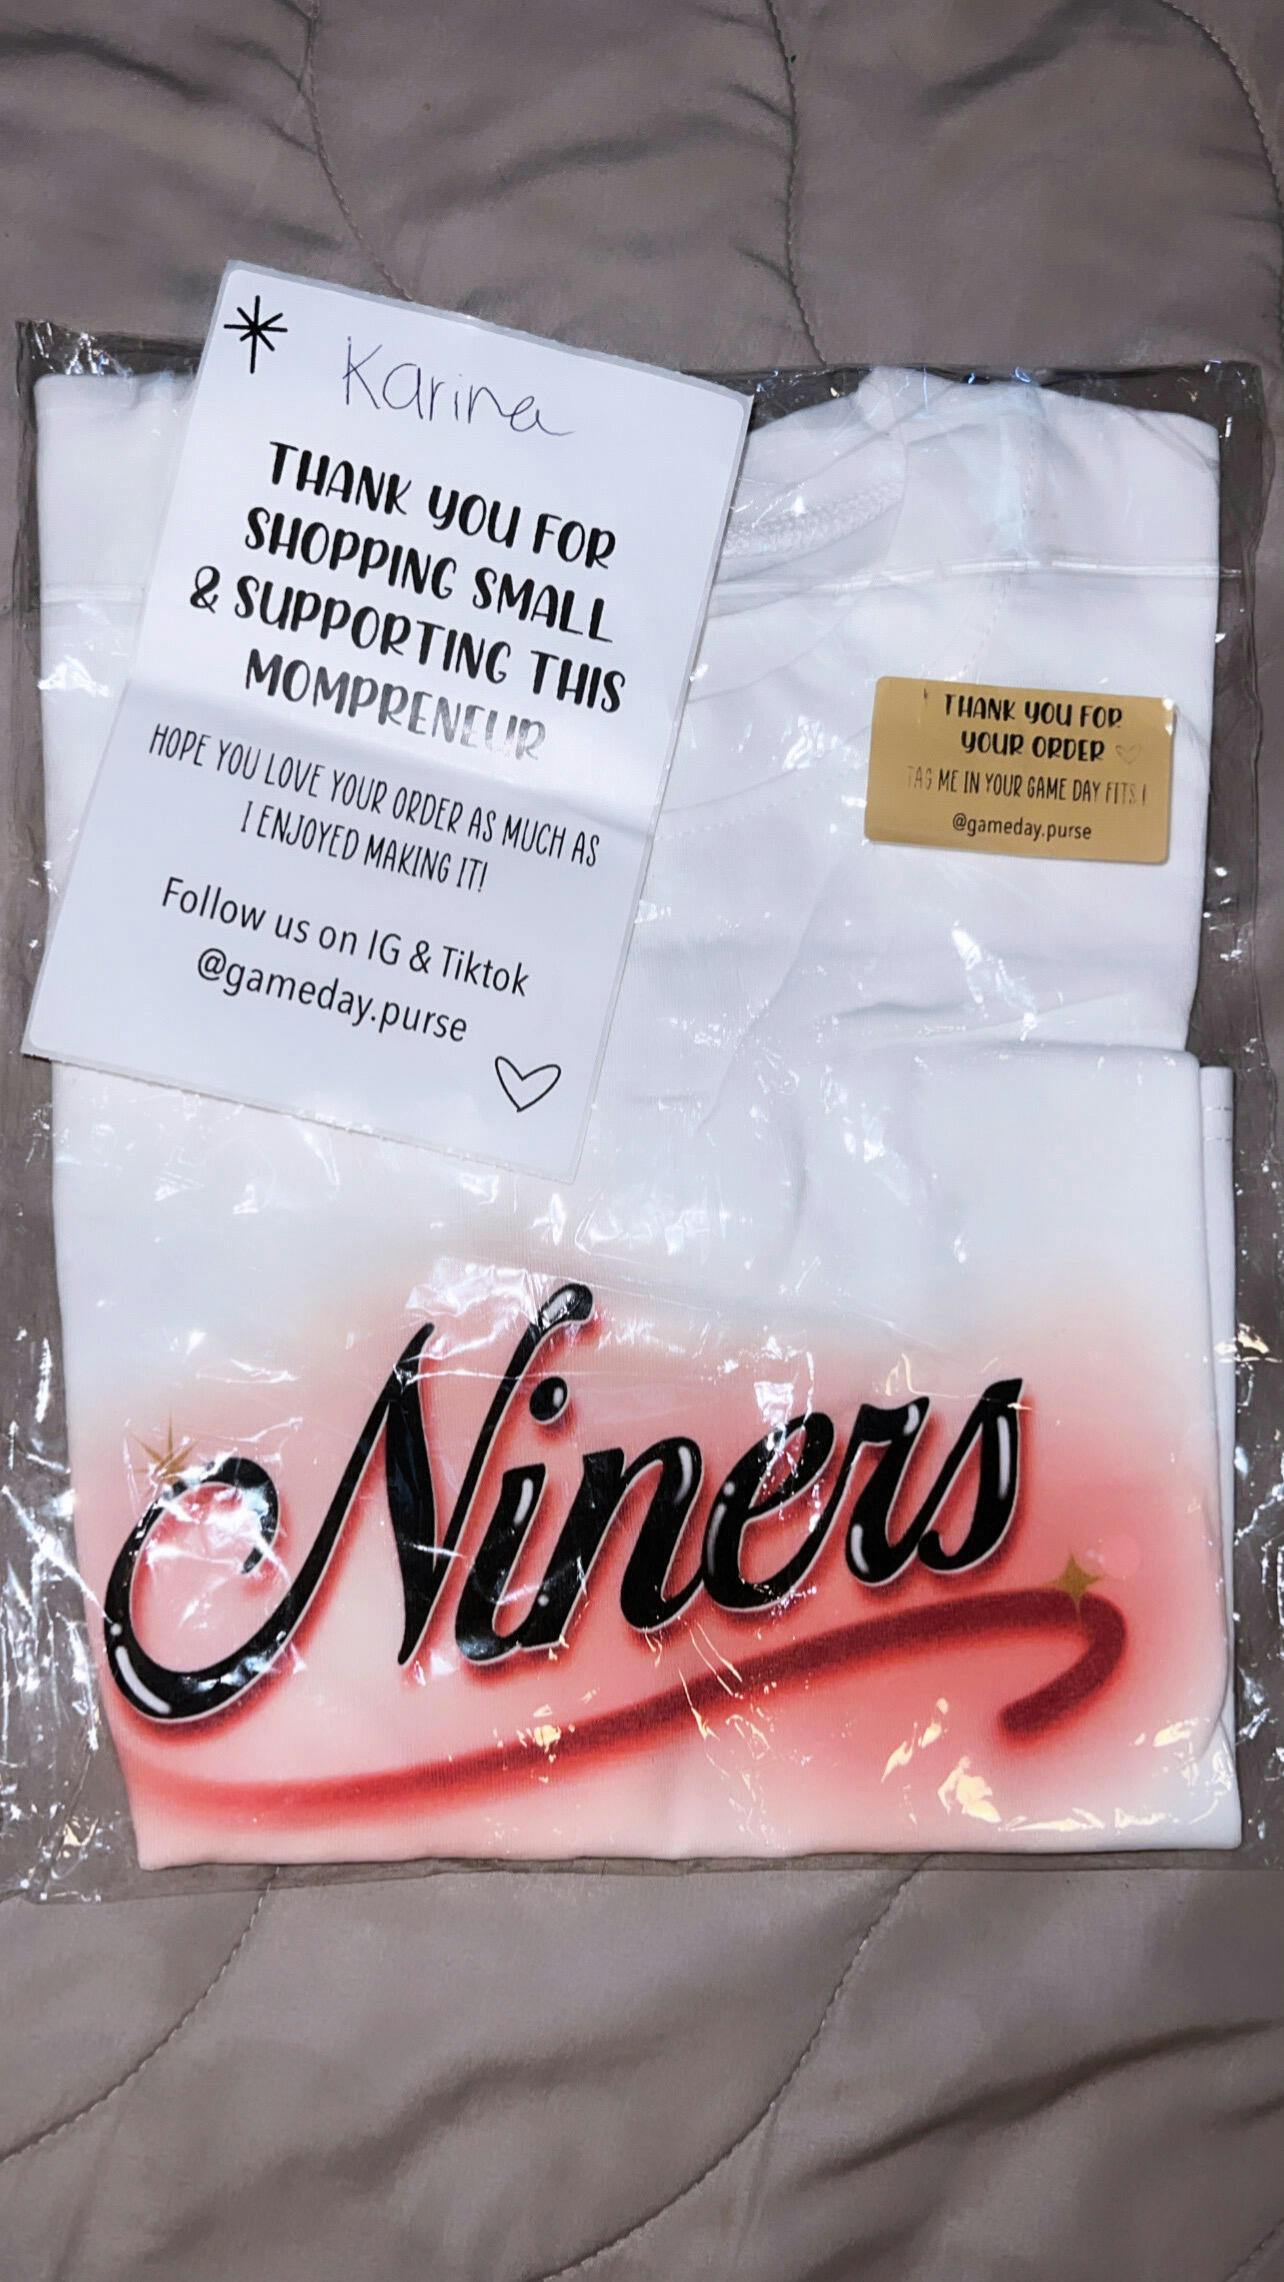 Karina
THANK YOU FOR
SHOPPING SMALL
& SUPPORTING THIS
MOMPRENEUR
HOPE YOU LOVE YOUR ORDER AS MUCH AS
I ENJOYED MAKING IT!
Follow us on IG & Tiktok
@gameday.purse
THANK YOU FOR
YOUR ORDER
TAG ME IN YOUR GAME DAY FITS !
@gameday.purse
Niners